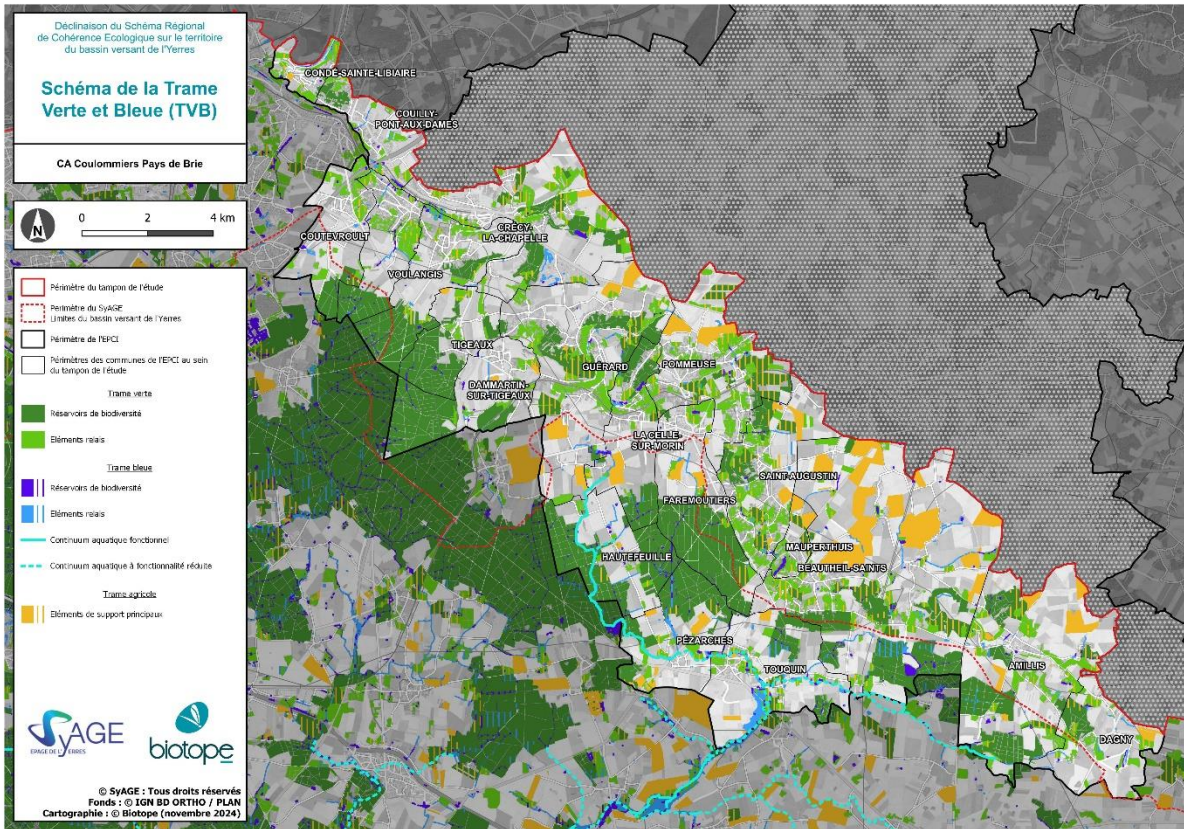 Déclinaison du Schéma Régional
de Cohérence Ecologique sur le territoire
du bassin versant de l'Yerres
Schéma de la Trame
Verte et Bleue (TVB)
CA Coulommiers Pays de Brie
0 2 4 km
N
Périmètre du tampon de l'étude
Périmètre du SyAGE
Limites du bassin versant de l'Yerres
Périmètre de l'EPCI
Périmètres des communes de l'EPCI au sein
du tampon de l'étude
Trame verte
Réservoirs de biodiversité
Eléments relais
Trame bleue
Réservoirs de biodiversité
Eléments relais
Continuum aquatique fonctionnel
Continuum aquatique à fonctionnalité réduite
Trame agricole
Eléments de support principaux
SyAGE
EPAGE DE L'YERRES
biotope
© SyAGE : Tous droits réservés
Fonds : © IGN BD ORTHO / PLAN
Cartographie : © Biotope (novembre 2024)
CONDÉ-SAINTE-LIBIAIRE
COUILLY-
PONT-AUX-DAMES
COUTEVROULT
CRÉCY-
LA-CHAPELLE
VOULANGIS
TIGEAUX
GUÉRARD
POMMEUSE
DAMMARTIN-
SUR-TIGEAUX
LA CELLE-
SUR-MORIN
SAINT-AUGUSTIN
FAREMOUTIERS
HAUTEFEUILLE
MAUPERTHUIS
BEAUTHEIL-SAINTS
PÉZARCHES
TOUQUIN
AMILLIS
DAGNY